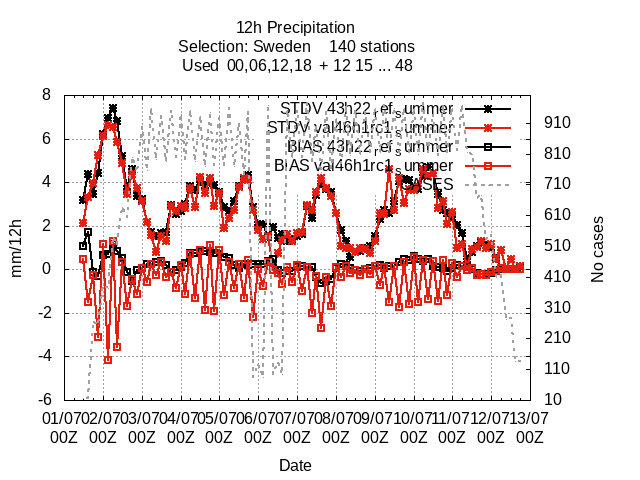 12h Precipitation
Selection: Sweden 140 stations
Used 00,06,12,18 + 12 15 ... 48
STDV 43h22_ref_summer
STDV val46h1rc1_summer
BIAS 43h22_ref_summer
BIAS val46h1rc1_summer
CASES
8
6
4
2
0
-2
-4
-6
mm/12h
910
810
710
610
510
410
310
210
110
10
No cases
01/07 02/07 03/07 04/07 05/07 06/07 07/07 08/07 09/07 10/07 11/07 12/07 13/07
00Z 00Z 00Z 00Z 00Z 00Z 00Z 00Z 00Z 00Z 00Z 00Z 00Z
Date